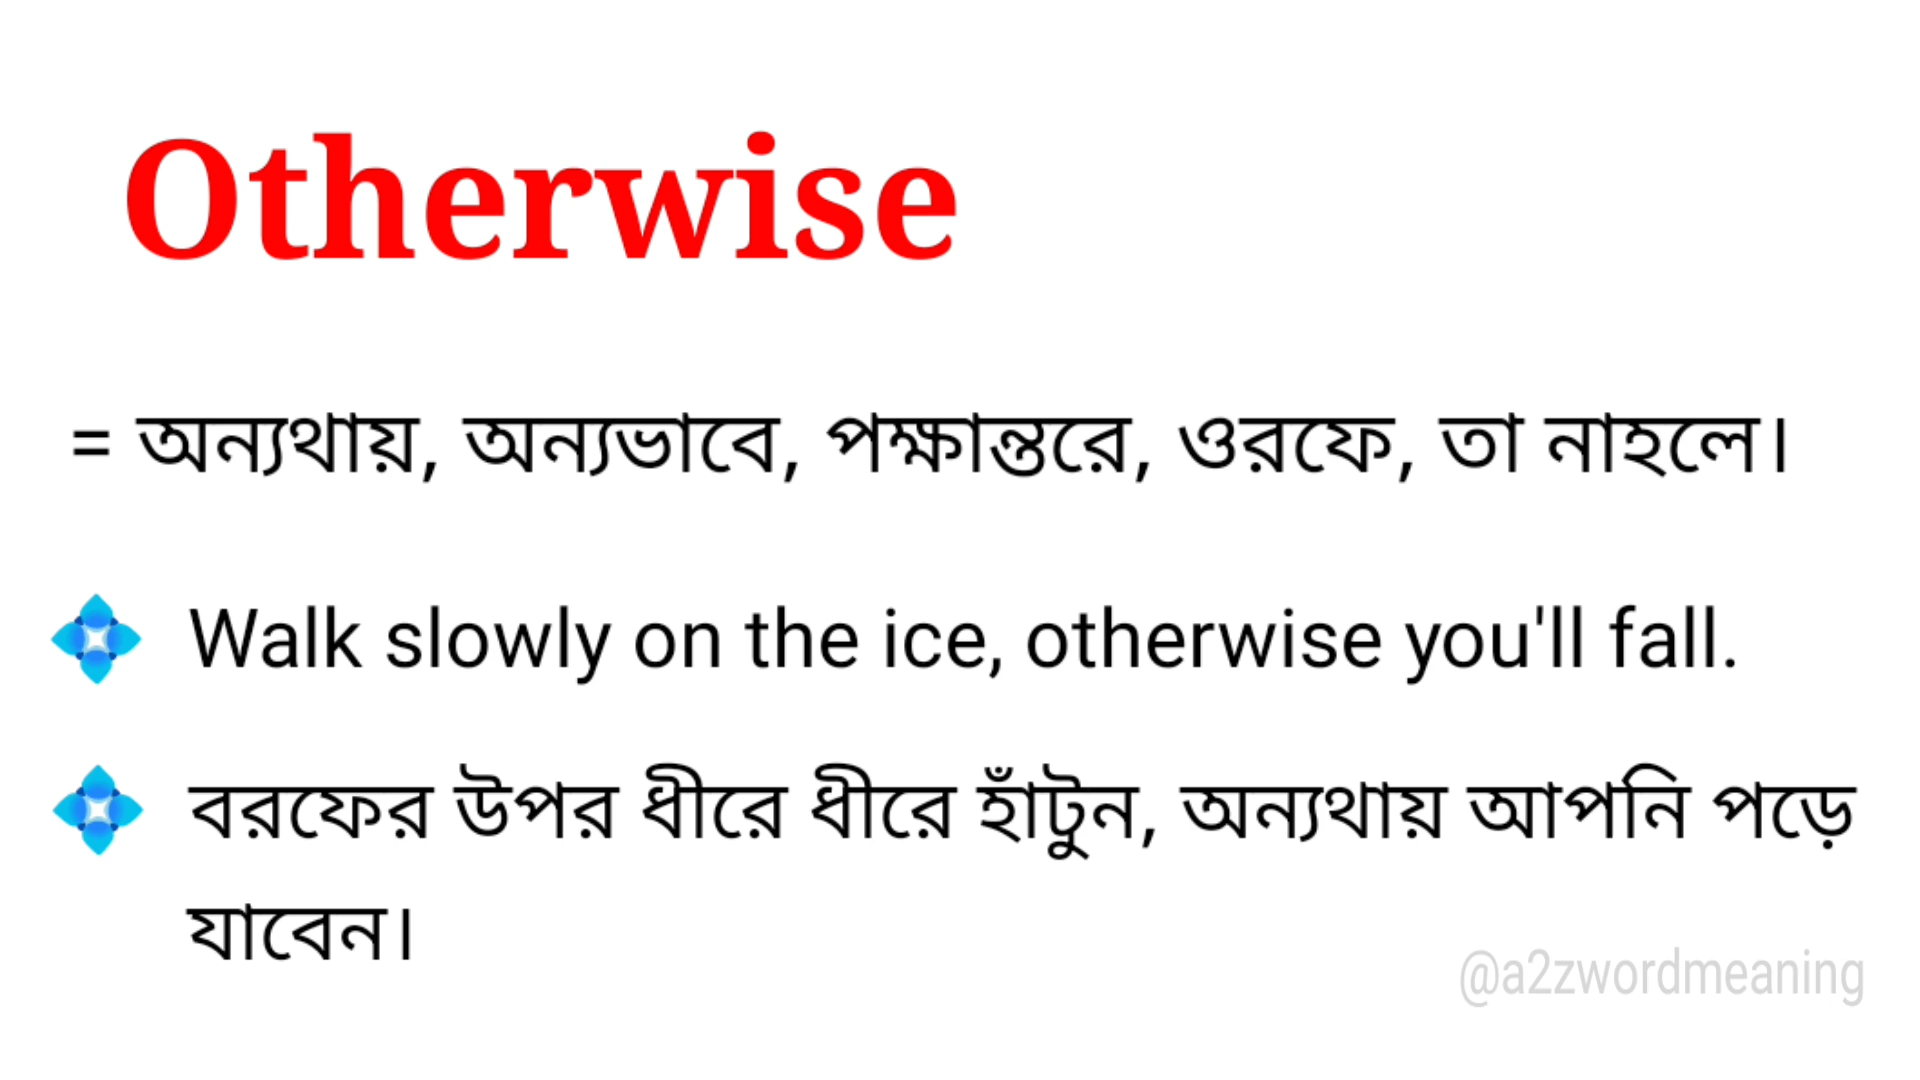 Otherwise
= অন্যথায়, অন্যভাবে, পক্ষান্তরে, ওরফে, তা নাহলে।
💠 Walk slowly on the ice, otherwise you'll fall.
💠 বরফের উপর ধীরে ধীরে হাঁটুন, অন্যথায় আপনি পড়ে
যাবেন।
@a2zwordmeaning